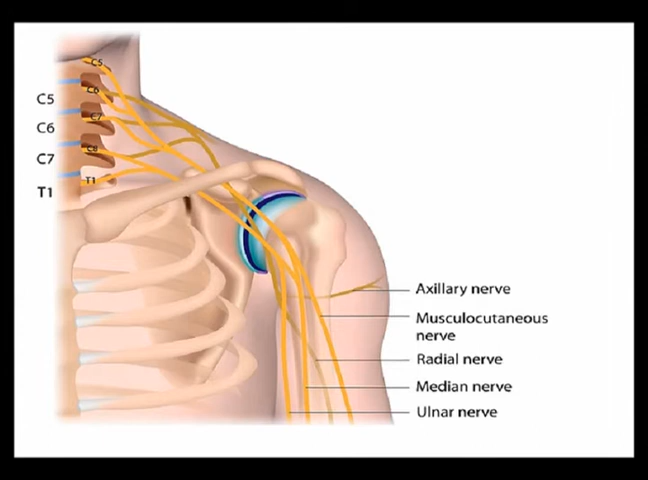 C5
C6
C5
C7
C6
C8
C7
T1
T1
Axillary nerve
Musculocutaneous
nerve
Radial nerve
Median nerve
Ulnar nerve